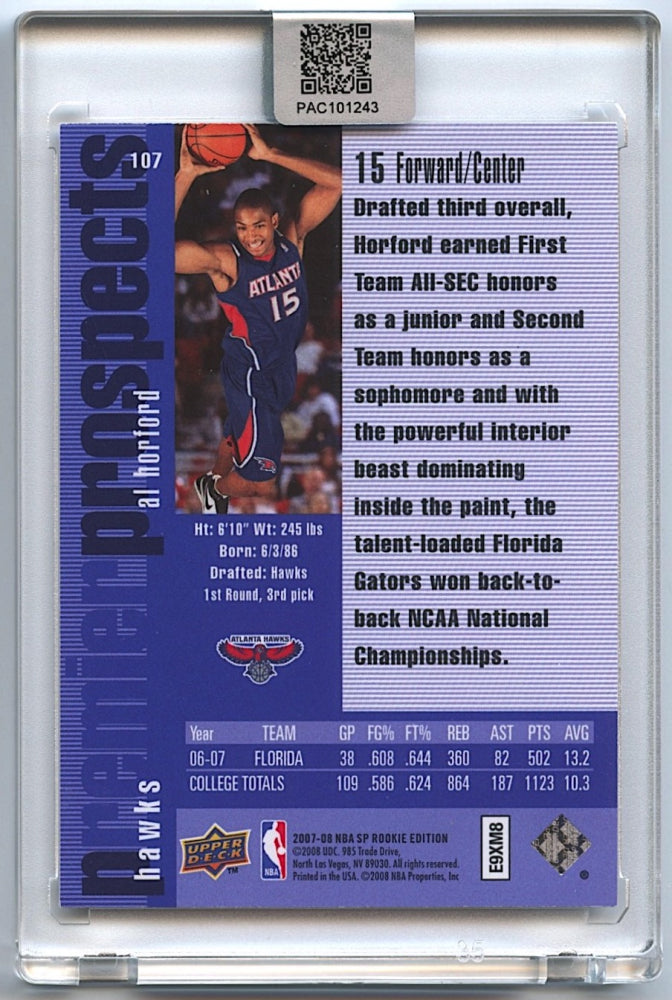 PAC101243
107
premier prospects
al horford
hawks
ATLANTA
15
15 Forward/Center
Drafted third overall,
Horford earned First
Team All-SEC honors
as a junior and Second
Team honors as a
sophomore and with
the powerful interior
beast dominating
inside the paint, the
talent-loaded Florida
Gators won back-to-
back NCAA National
Championships.
Ht: 6'10" Wt: 245 lbs
Born: 6/3/86
Drafted: Hawks
1st Round, 3rd pick
ATLANTA HAWKS
Year TEAM GP FG% FT% REB AST PTS AVG
06-07 FLORIDA 38 .608 .644 360 82 502 13.2
COLLEGE TOTALS 109 .586 .624 864 187 1123 10.3
UPPER
DECK
TM
NBA
2007-08 NBA SP ROOKIE EDITION
©2008 UDC. 985 Trade Drive,
North Las Vegas, NV 89030. All rights reserved.
Printed in the USA. ©2008 NBA Properties, Inc
E9XM8
®